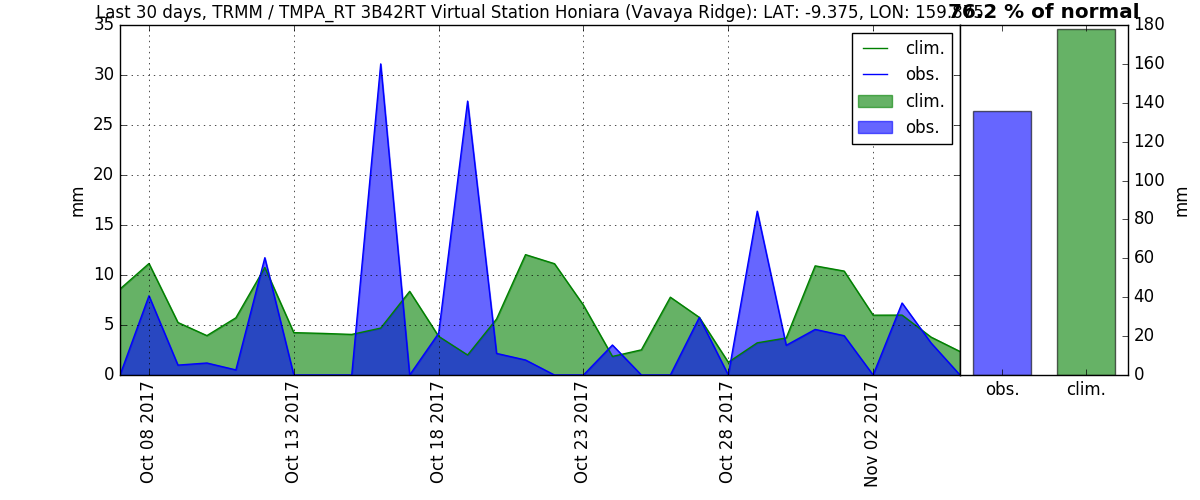 Last 30 days, TRMM / TMPA_RT 3B42RT Virtual Station Honiara (Vavaya Ridge): LAT: -9.375, LON:
76.2 % of normal
35
30
25
20
15
10
5
0
mm
clim.
obs.
clim.
obs.
180
160
140
120
100
80
60
40
20
0
mm
Oct 08 2017
Oct 13 2017
Oct 18 2017
Oct 23 2017
Oct 28 2017
Nov 02 2017
obs.
clim.